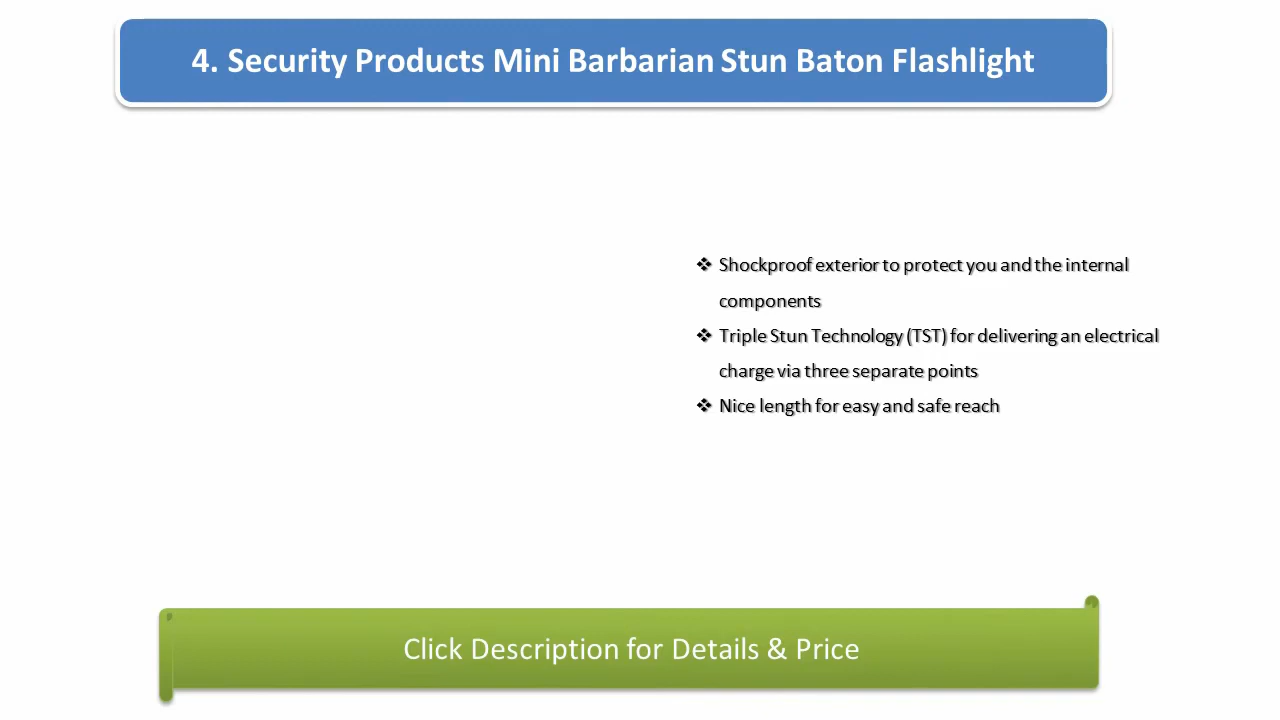 4. Security Products Mini Barbarian Stun Baton Flashlight
❖ Shockproof exterior to protect you and the internal
components
❖ Triple Stun Technology (TST) for delivering an electrical
charge via three separate points
❖ Nice length for easy and safe reach
Click Description for Details & Price